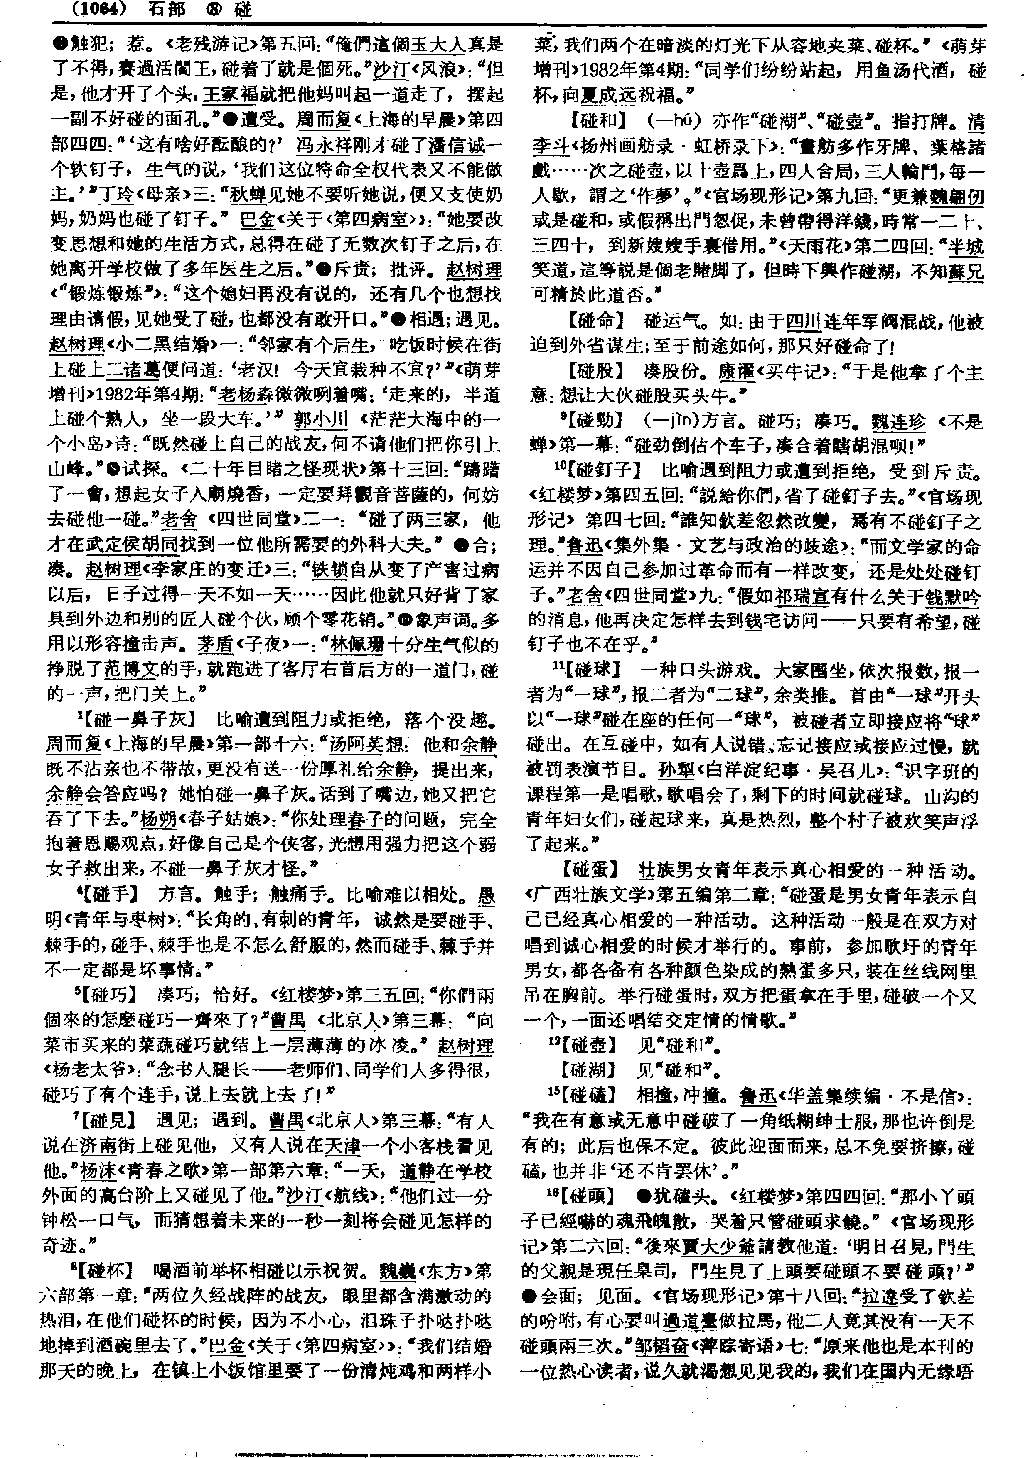 (1064) 石部 ⑧ 碰
●触犯；惹。《老残游记》第五回：“俺們這個玉大人真是
了不得，賽過活閻王，碰着了就是個死。”沙汀《风浪》：“但
是，他才开了个头，王家福就把他妈叫起一道走了，摆起
一副不好碰的面孔。”●遭受。周而复《上海的早晨》第四
部四四：“‘这有啥好酝酿的？’冯永祥刚才碰了潘信诚一
个软钉子，生气的说，‘我们这位特命全权代表又不能做
主。’”丁玲《母亲》三：“秋蝉见她不要听她说，便又支使奶
妈，奶妈也碰了钉子。”巴金《关于〈第四病室〉》：“她要改
变思想和她的生活方式，总得在碰了无数次钉子之后，在
她离开学校做了多年医生之后。”●斥责；批评。赵树理
《“锻炼锻炼”》：“这个媳妇再没有说的，还有几个也想找
理由请假，见她受了碰，也都没有敢开口。”●相遇；遇见。
赵树理《小二黑结婚》一：“邻家有个后生，吃饭时候在街
上碰上二诸葛便问道：‘老汉！今天宜栽种不宜？’”《萌芽
增刊》1982年第4期：“老杨森微微咧着嘴：‘走来的，半道
上碰个熟人，坐一段大车。’”郭小川《茫茫大海中的一
个小岛》诗：“既然碰上自己的战友，何不请他们把你引上
山峰。”●试探。《二十年目睹之怪现状》第十三回：“躊躇
了一會，想起女子入廟燒香，一定要拜觀音菩薩的，何妨
去碰他一碰。”老舍《四世同堂》二一：“碰了两三家，他
才在武定侯胡同找到一位他所需要的外科大夫。”●合；
凑。赵树理《李家庄的变迁》三：“铁锁自从变了产害过病
以后，日子过得一天不如一天……因此他就只好背了家
具到外边和别的匠人碰个伙，顾个零花销。”●象声词。多
用以形容撞击声。茅盾《子夜》一：“林佩珊十分生气似的
挣脱了范博文的手，就跑进了客厅右首后方的一道门，碰
的一声，把门关上。”
¹【碰一鼻子灰】 比喻遭到阻力或拒绝，落个没趣。
周而复《上海的早晨》第一部十六：“汤阿英想：他和余静
既不沾亲也不带故，更没有送一份厚礼给余静，提出来，
余静会答应吗？她怕碰一鼻子灰。话到了嘴边，她又把它
吞了下去。”杨朔《春子姑娘》：“你处理春子的问题，完全
抱着恩赐观点，好像自己是个侠客，光想用强力把这个弱
女子救出来，不碰一鼻子灰才怪。”
⁴【碰手】 方言。触手；触痛手。比喻难以相处。愚
明《青年与枣树》：“长角的、有刺的青年，诚然是要碰手、
棘手的，碰手、棘手也是不怎么舒服的，然而碰手、棘手并
不一定都是坏事情。”
⁵【碰巧】 凑巧；恰好。《红楼梦》第三五回：“你們兩
個來的怎麽碰巧一齊來了？”曹禺《北京人》第三幕：“向
菜市买来的菜蔬碰巧就结上一层薄薄的冰凌。”赵树理
《杨老太爷》：“念书人腿长——老师们、同学们人多得很，
碰巧了有个连手，说上去就上去了！”
⁷【碰見】 遇见；遇到。曹禺《北京人》第三幕：“有人
说在济南街上碰见他，又有人说在天津一个小客栈看见
他。”杨沫《青春之歌》第一部第六章：“一天，道静在学校
外面的高台阶上又碰见了他。”沙汀《航线》：“他们过一分
钟松一口气，而猜想着未来的一秒一刻将会碰见怎样的
奇迹。”
⁸【碰杯】 喝酒前举杯相碰以示祝贺。魏巍《东方》第
六部第一章：“两位久经战阵的战友，眼里都含满激动的
热泪，在他们碰杯的时候，因为不小心，泪珠子扑哒扑哒
地掉到酒碗里去了。”巴金《关于〈第四病室〉》：“我们结婚
那天的晚上，在镇上小饭馆里要了一份清炖鸡和两样小
菜，我们两个在暗淡的灯光下从容地夹菜、碰杯。”《萌芽
增刊》1982年第4期：“同学们纷纷站起，用鱼汤代酒，碰
杯，向夏成远祝福。”
【碰和】（—hú）亦作“碰湖”、“碰壺”。指打牌。清
李斗《扬州画舫录·虹桥录下》：“畫舫多作牙牌、葉格諸
戲……次之碰壺，以十壺爲上，四人合局，三人輪鬥，每一
人歇，謂之‘作夢’。”《官场现形记》第九回：“更兼魏翩仞
或是碰和，或假稱出門忽促，未曾帶得洋錢，時常一二十、
三四十，到新嫂嫂手裏借用。”《天雨花》第二四回：“半城
笑道，這等説是個老賭脚了，但時下興作碰湖，不知蘇兄
可精於此道否。”
【碰命】 碰运气。如：由于四川连年军阀混战，他被
迫到外省谋生；至于前途如何，那只好碰命了！
【碰股】 凑股份。康濯《买牛记》：“于是他拿了个主
意：想让大伙碰股买头牛。”
⁹【碰勁】（—jìn）方言。碰巧；凑巧。魏连珍《不是
蝉》第一幕：“碰劲倒估个车子，凑合着瞎胡混呗！”
¹⁰【碰釘子】 比喻遇到阻力或遭到拒绝，受到斥责。
《红楼梦》第四五回：“說給你們，省了碰釘子去。”《官场现
形记》第四七回：“誰知欽差忽然改變，焉有不碰釘子之
理。”鲁迅《集外集·文艺与政治的歧途》：“而文学家的命
运并不因自己参加过革命而有一样改变，还是处处碰钉
子。”老舍《四世同堂》九：“假如祁瑞宣有什么关于钱默吟
的消息，他再决定怎样去到钱宅访问——只要有希望，碰
钉子也不在乎。”
¹¹【碰球】 一种口头游戏。大家围坐，依次报数，报一
者为“一球”，报二者为“二球”，余类推。首由“一球”开头
以“一球”碰在座的任何一“球”，被碰者立即接应将“球”
碰出。在互碰中，如有人说错、忘记接应或接应过慢，就
被罚表演节目。孙犁《白洋淀纪事·吴召儿》：“识字班的
课程第一是唱歌，歌唱会了，剩下的时间就碰球。山沟的
青年妇女们，碰起球来，真是热烈，整个村子被欢笑声浮
了起来。”
【碰蛋】 壮族男女青年表示真心相爱的一种活动。
《广西壮族文学》第五编第二章：“碰蛋是男女青年表示自
己已经真心相爱的一种活动。这种活动一般是在双方对
唱到诚心相爱的时候才举行的。事前，参加歌圩的青年
男女，都各备有各种颜色染成的熟蛋多只，装在丝线网里
吊在胸前。举行碰蛋时，双方把蛋拿在手里，碰破一个又
一个，一面还唱结交定情的情歌。”
¹²【碰壺】 见“碰和”。
【碰湖】 见“碰和”。
¹⁵【碰磕】 相撞，冲撞。鲁迅《华盖集续编·不是信》：
“我在有意或无意中碰破了一角纸糊绅士服，那也许倒是
有的；此后也保不定。彼此迎面而来，总不免要挤擦，碰
磕，也并非‘还不肯罢休’。”
¹⁶【碰頭】 ●犹磕头。《红楼梦》第四四回：“那小丫頭
子已經嚇的魂飛魄散，哭着只管碰頭求饒。”《官场现形
记》第二六回：“後來賈大少爺請教他道：‘明日召見，門生
的父親是現任臬司，門生見了上頭要碰頭不要碰頭？’”
●会面；见面。《官场现形记》第十八回：“拉達受了欽差
的吩咐，有心要叫過道臺做拉馬，他二人竟其没有一天不
碰頭兩三次。”邹韬奋《萍踪寄语》七：“原来他也是本刊的
一位热心读者，说久就渴想见见我的，我们在国内无缘晤